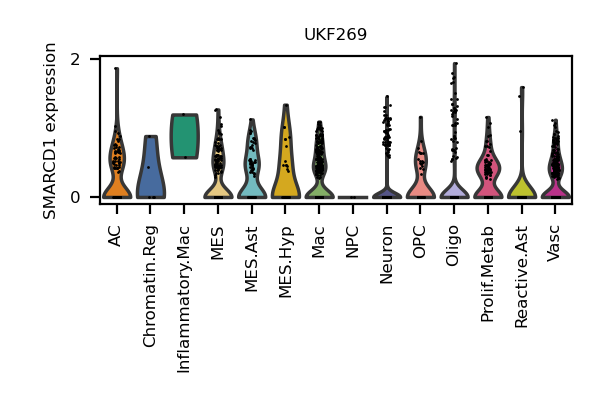 UKF269
SMARCD1 expression
2
0
AC
Chromatin.Reg
Inflammatory.Mac
MES
MES.Ast
MES.Hyp
Mac
NPC
Neuron
OPC
Oligo
Prolif.Metab
Reactive.Ast
Vasc